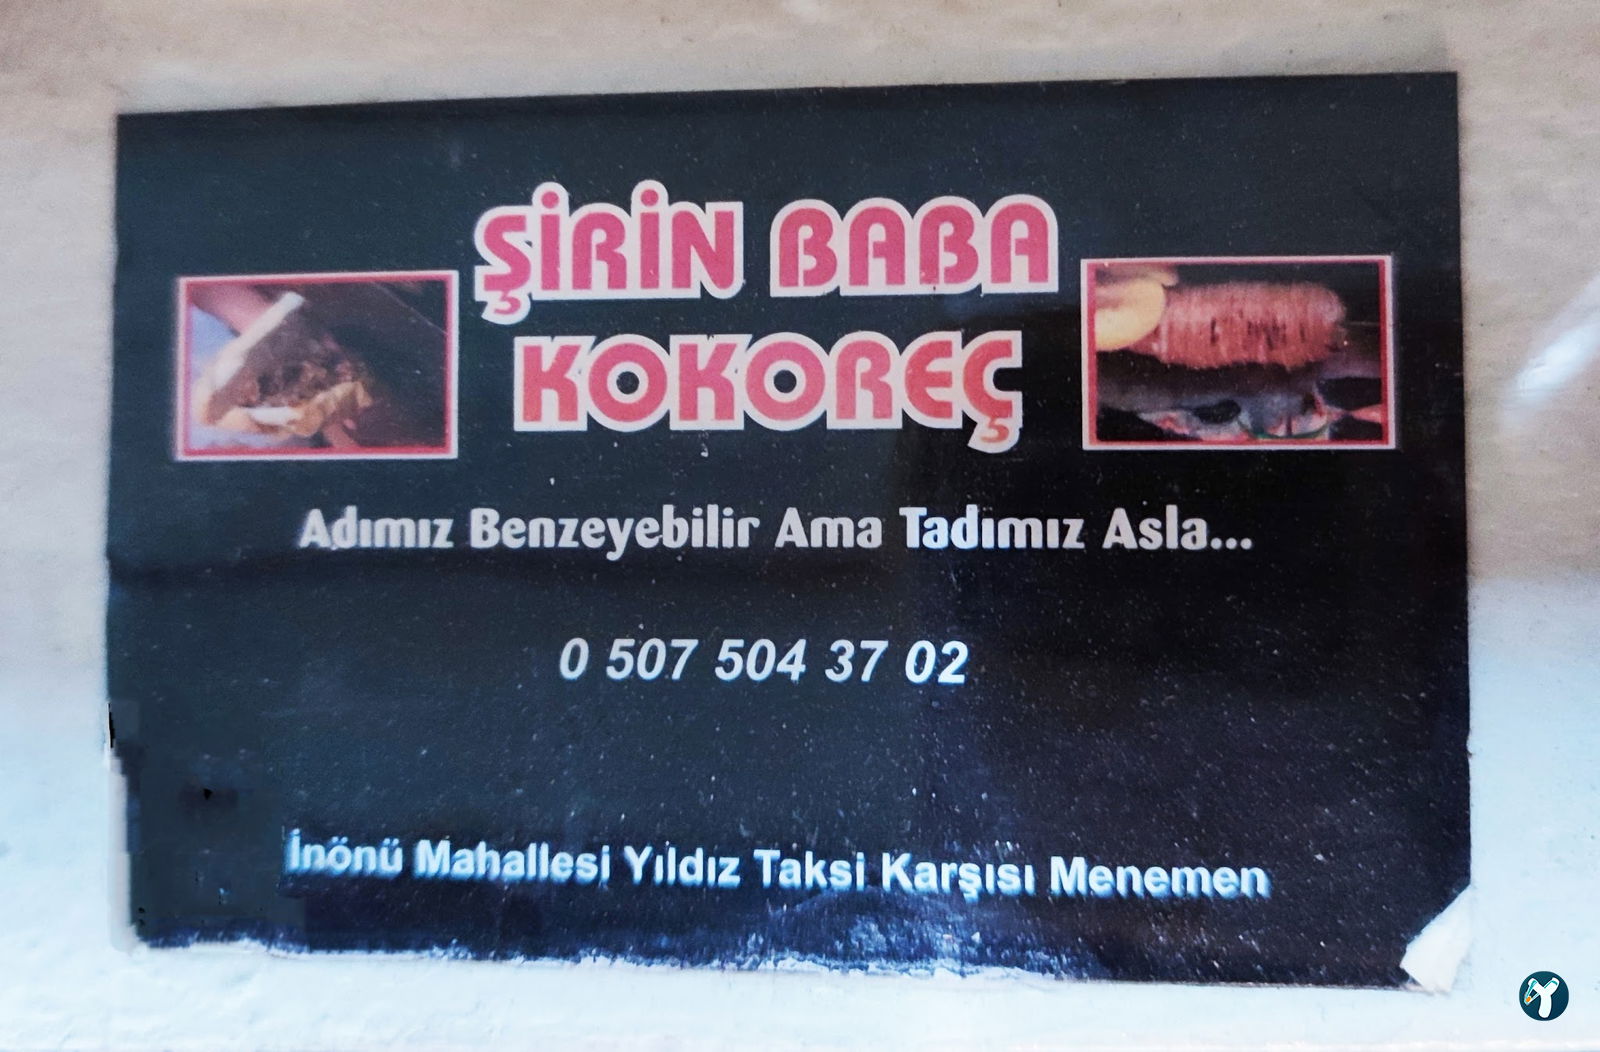 ŞİRİN BABA
KOKOREÇ
Adımız Benzeyebilir Ama Tadımız Asla...
0 507 504 37 02
İnönü Mahallesi Yıldız Taksi Karşısı Menemen